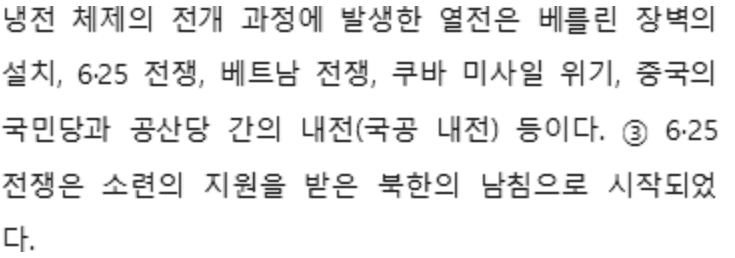 냉전 체제의 전개 과정에 발생한 열전은 베를린 장벽의
설치, 6·25 전쟁, 베트남 전쟁, 쿠바 미사일 위기, 중국의
국민당과 공산당 간의 내전(국공 내전) 등이다. ③ 6·25
전쟁은 소련의 지원을 받은 북한의 남침으로 시작되었
다.